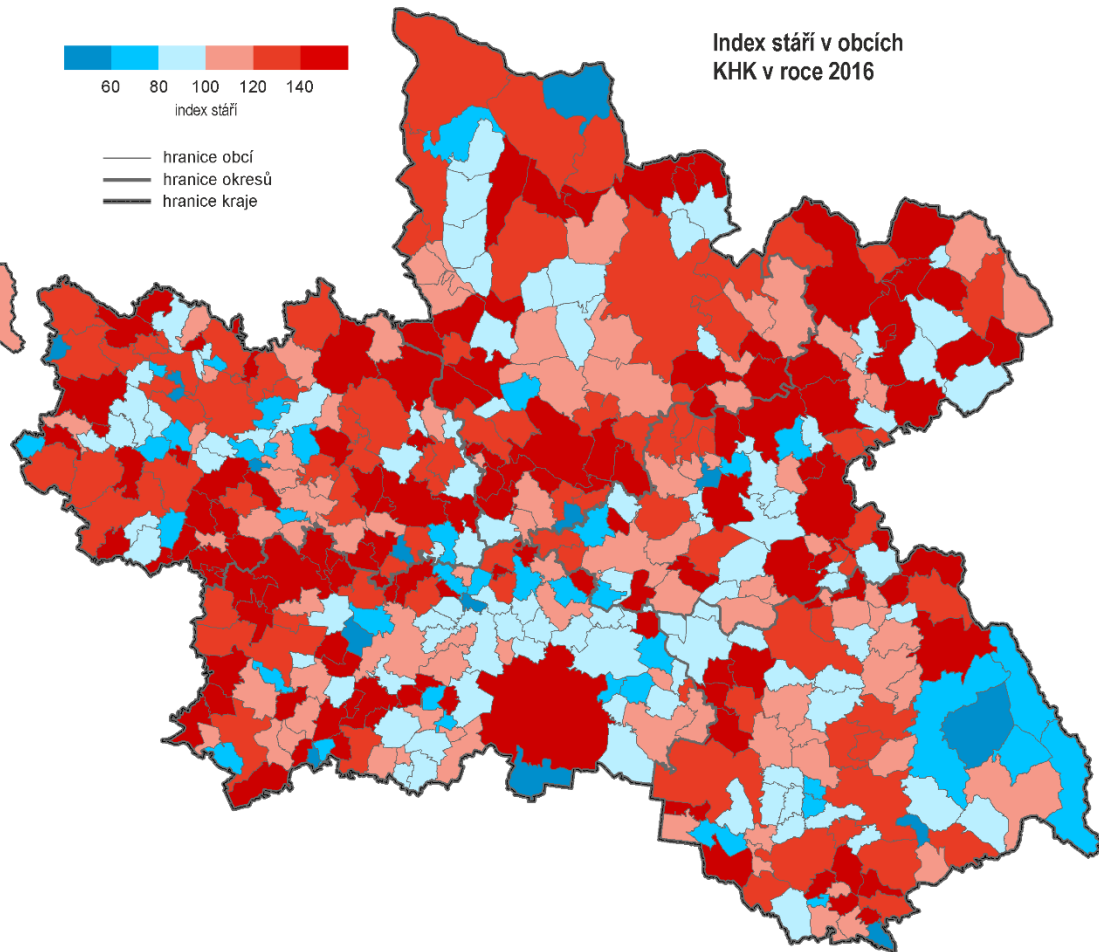 Index stáří v obcích
KHK v roce 2016
60 80 100 120 140
index stáří
hranice obcí
hranice okresů
hranice kraje